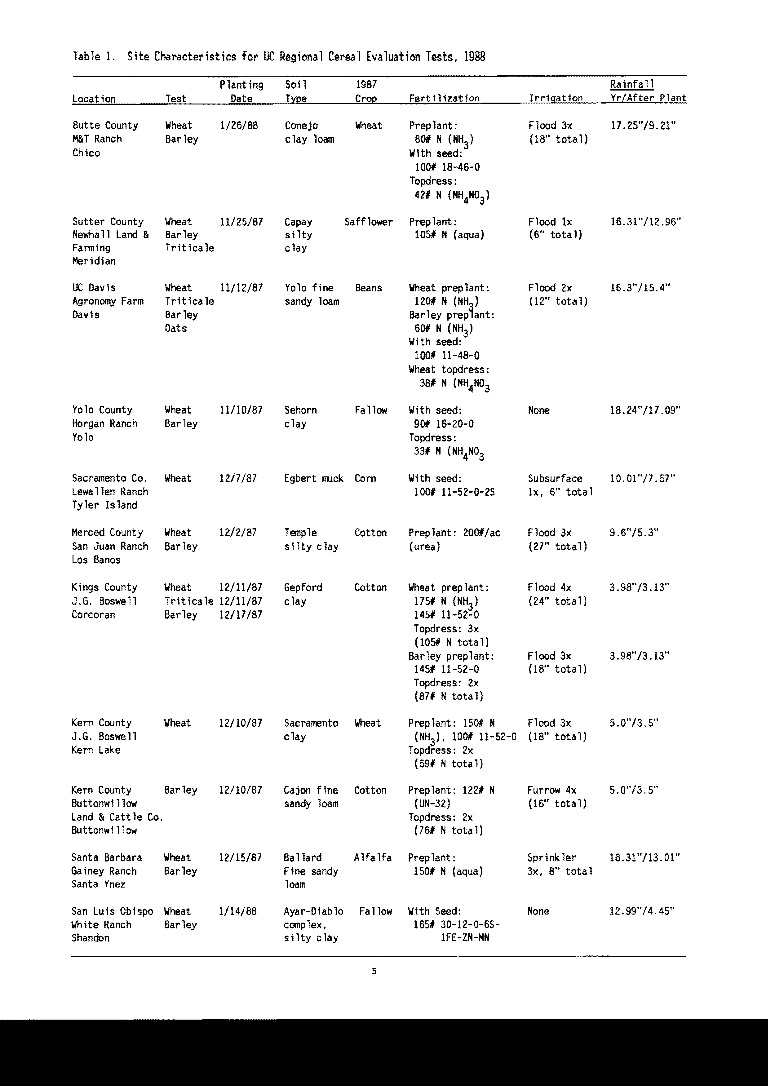 Table 1. Site Characteristics for UC Regional Cereal Evaluation Tests, 1988
Planting Soil 1987 Rainfall
Location Test Date Type Crop Fertilization Irrigation Yr/After Plant
Butte County Wheat 1/26/88 Conejo Wheat Preplant: Flood 3x 17.25"/9.21"
M&T Ranch Barley clay loam 80# N (NH3) (18" total)
Chico With seed:
100# 18-46-0
Topdress:
42# N (NH4NO3)
Sutter County Wheat 11/25/87 Capay Safflower Preplant: Flood 1x 16.31"/12.96"
Newhall Land & Barley silty 105# N (aqua) (6" total)
Farming Triticale clay
Meridian
UC Davis Wheat 11/12/87 Yolo fine Beans Wheat preplant: Flood 2x 16.3"/15.4"
Agronomy Farm Triticale sandy loam 120# N (NH3) (12" total)
Davis Barley Barley preplant:
Oats 60# N (NH3)
With seed:
100# 11-48-0
Wheat topdress:
38# N (NH4NO3
Yolo County Wheat 11/10/87 Sehorn Fallow With seed: None 18.24"/17.09"
Horgan Ranch Barley clay 90# 16-20-0
Yolo Topdress:
33# N (NH4NO3
Sacramento Co. Wheat 12/7/87 Egbert muck Corn With seed: Subsurface 10.01"/7.67"
Lewallen Ranch 100# 11-52-0-2S 1x, 6" total
Tyler Island
Merced County Wheat 12/2/87 Temple Cotton Preplant: 200#/ac Flood 3x 9.6"/5.3"
San Juan Ranch Barley silty clay (urea) (27" total)
Los Banos
Kings County Wheat 12/11/87 Gepford Cotton Wheat preplant: Flood 4x 3.98"/3.13"
J.G. Boswell Triticale 12/11/87 clay 175# N (NH3) (24" total)
Corcoran Barley 12/17/87 145# 11-52-0
Topdress: 3x
(105# N total)
Barley preplant: Flood 3x 3.98"/3.13"
145# 11-52-0 (18" total)
Topdress: 2x
(87# N total)
Kern County Wheat 12/10/87 Sacramento Wheat Preplant: 150# N Flood 3x 5.0"/3.5"
J.G. Boswell clay (NH3), 100# 11-52-0 (18" total)
Kern Lake Topdress: 2x
(59# N total)
Kern County Barley 12/10/87 Cajon fine Cotton Preplant: 122# N Furrow 4x 5.0"/3.5"
Buttonwillow sandy loam (UN-32) (16" total)
Land & Cattle Co. Topdress: 2x
Buttonwillow (76# N total)
Santa Barbara Wheat 12/15/87 Ballard Alfalfa Preplant: Sprinkler 18.31"/13.01"
Gainey Ranch Barley Fine sandy 150# N (aqua) 3x, 8" total
Santa Ynez loam
San Luis Obispo Wheat 1/14/88 Ayar-Diablo Fallow With Seed: None 12.99"/4.45"
White Ranch Barley complex, 165# 30-12-0-6S-
Shandon silty clay 1FE-ZN-MN
5